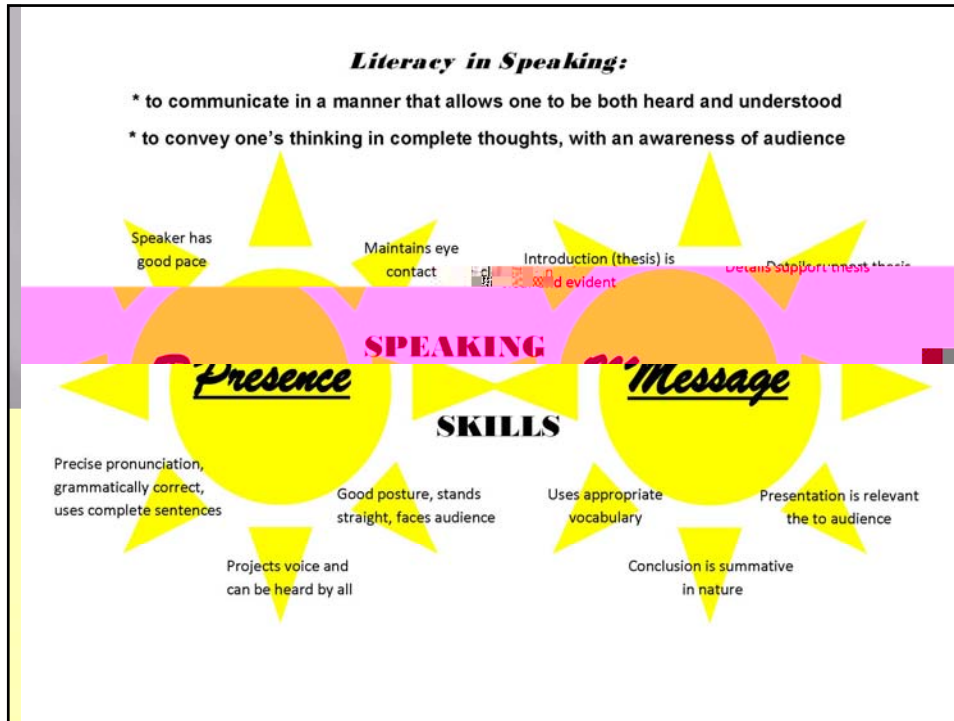 Literacy in Speaking:
* to communicate in a manner that allows one to be both heard and understood
* to convey one's thinking in complete thoughts, with an awareness of audience
Speaker has
good pace
Maintains eye
contact
Introduction (thesis) is
evident
Details support thesis
SPEAKING
SKILLS
Presence
Message
Precise pronunciation,
grammatically correct,
uses complete sentences
Good posture, stands
straight, faces audience
Projects voice and
can be heard by all
Uses appropriate
vocabulary
Presentation is relevant
the to audience
Conclusion is summative
in nature